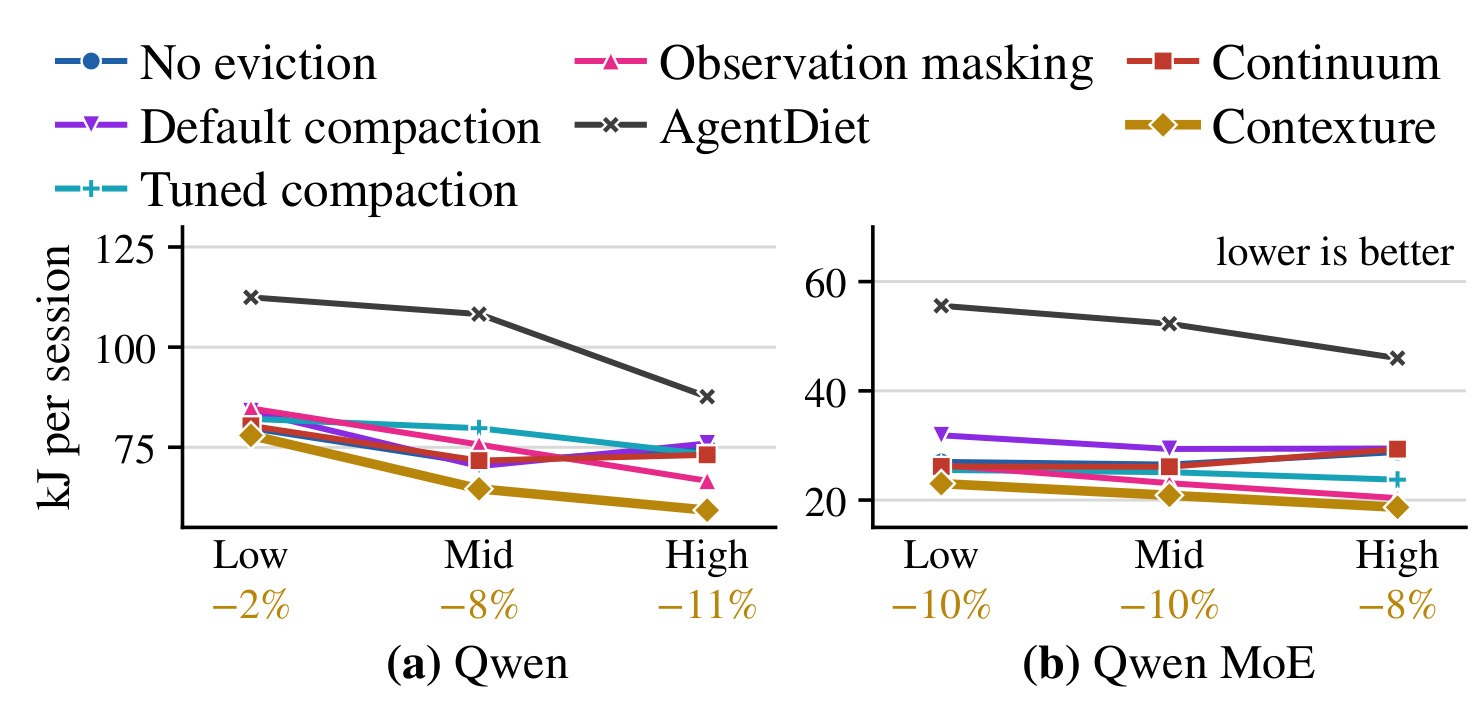 No eviction
Observation masking
Continuum
Default compaction
AgentDiet
Contexture
Tuned compaction
kJ per session
125
100
75
Low
Mid
High
−2%
−8%
−11%
(a) Qwen
lower is better
60
40
20
Low
Mid
High
−10%
−10%
−8%
(b) Qwen MoE